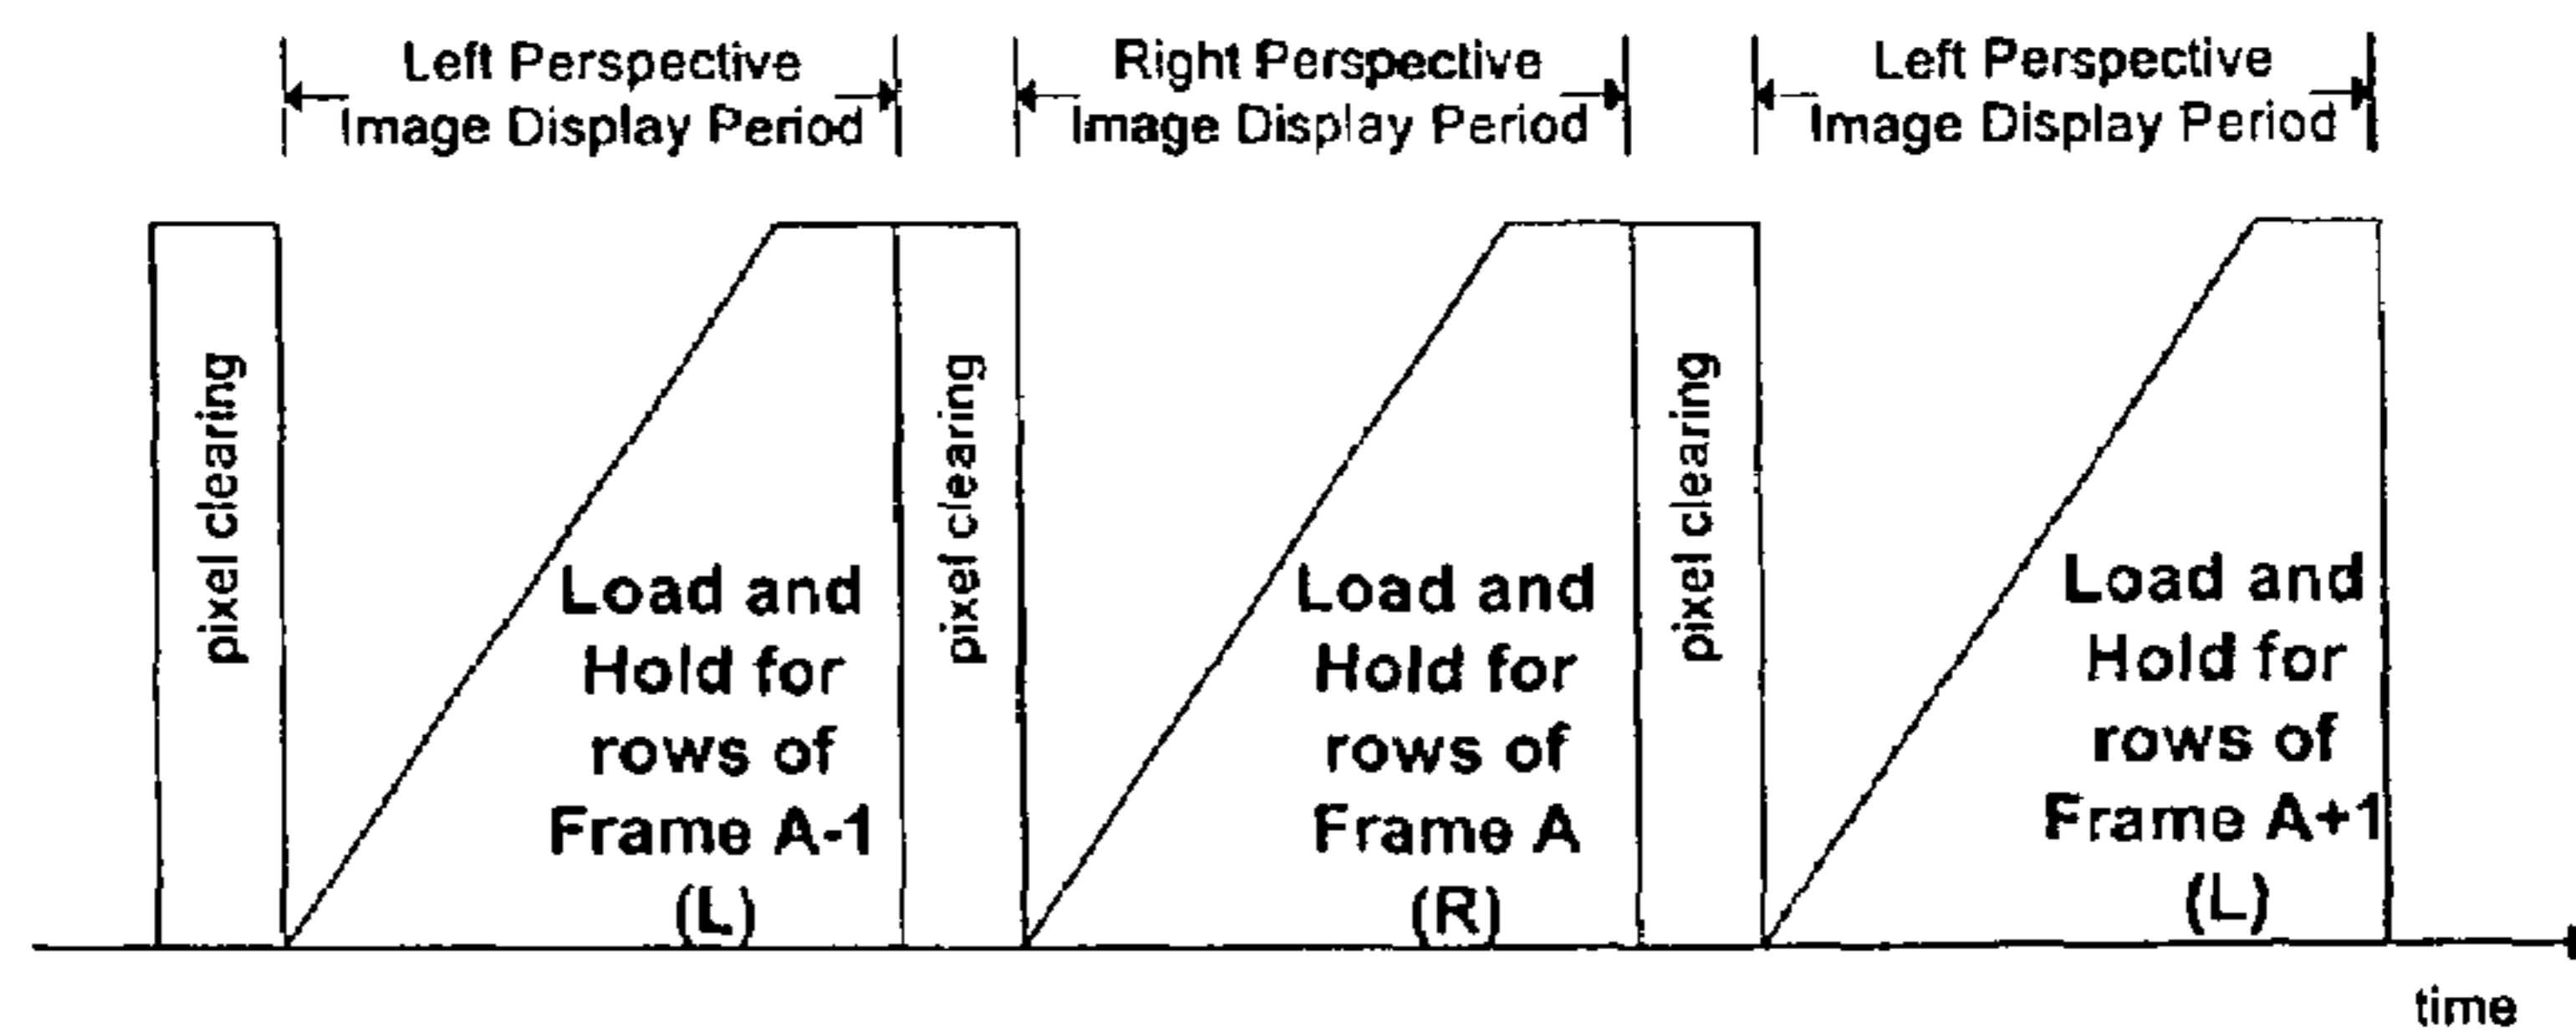 Left Perspective
Image Display Period
Right Perspective
Image Display Period
Left Perspective
Image Display Period
pixel clearing
Load and
Hold for
rows of
Frame A-1
(L)
pixel clearing
Load and
Hold for
rows of
Frame A
(R)
pixel clearing
Load and
Hold for
rows of
Frame A+1
(L)
time